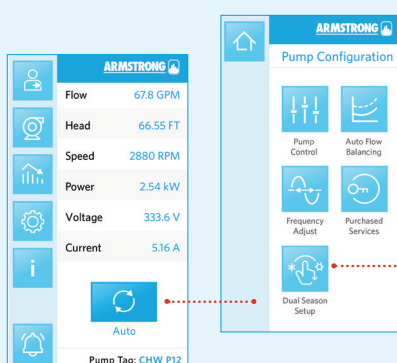 ARMSTRONG
Flow 67.8 GPM
Head 66.55 FT
Speed 2880 RPM
Power 2.54 kW
Voltage 333.6 V
Current 5.16 A
Auto
Pump Tag: CHW P12
i
ARMSTRONG
Pump Configuration
Pump
Control
Auto Flow
Balancing
Frequency
Adjust
Purchased
Services
Dual Season
Setup